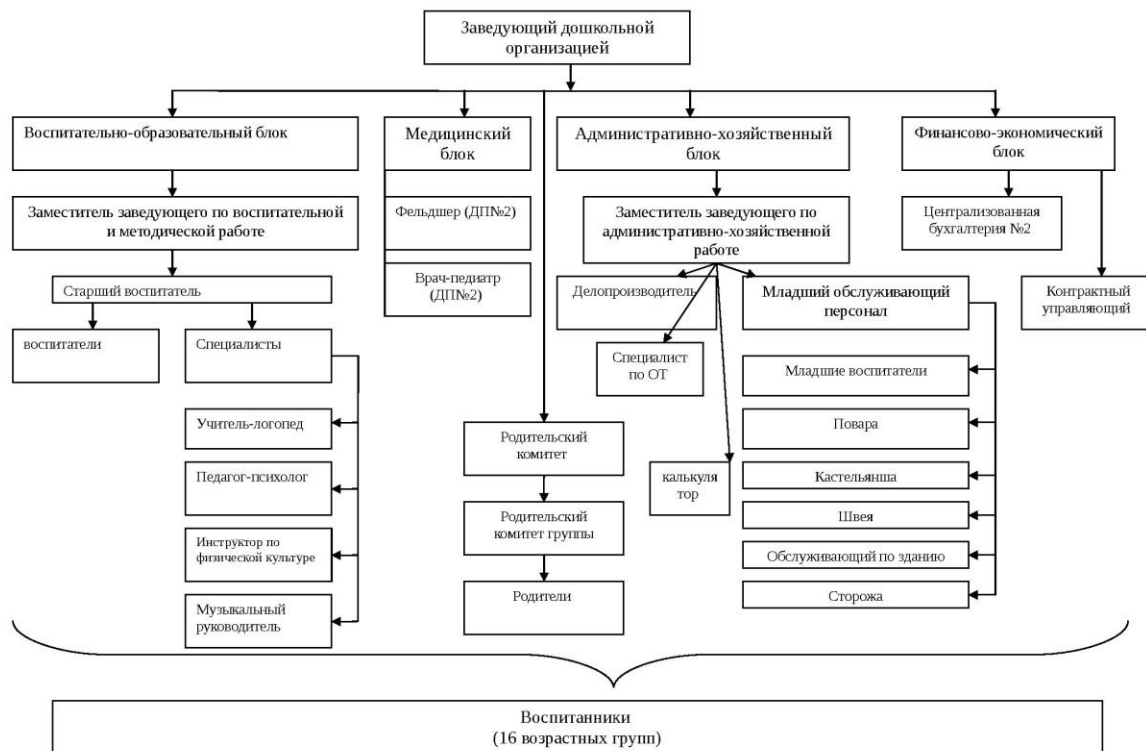 Заведующий дошкольной
организацией
Воспитательно-образовательный блок
Медицинский
блок
Административно-хозяйственный
блок
Финансово-экономический
блок
Заместитель заведующего по воспитательной
и методической работе
Фельдшер (ДП№2)
Заместитель заведующего по
административно-хозяйственной
работе
Централизованная
бухгалтерия №2
Старший воспитатель
Врач-педиатр
(ДП№2)
Делопроизводитель
Младший обслуживающий
персонал
Контрактный
управляющий
воспитатели
Специалисты
Специалист
по ОТ
Младшие воспитатели
Учитель-логопед
Родительский
комитет
Повара
Педагог-психолог
калькуля
тор
Кастельянша
Родительский
комитет группы
Швея
Инструктор по
физической культуре
Обслуживающий по зданию
Родители
Сторожа
Музыкальный
руководитель
Воспитанники
(16 возрастных групп)